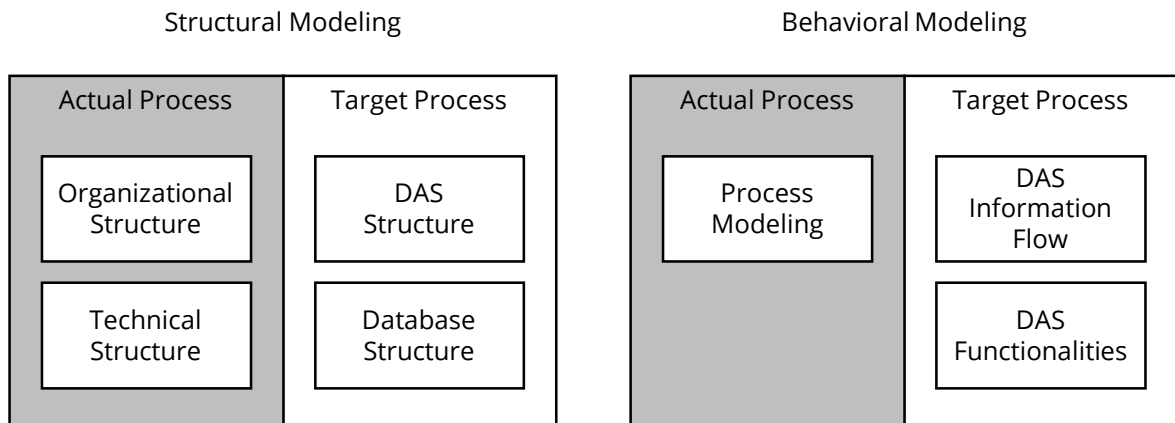 Structural Modeling
Actual Process
Target Process
Organizational
Structure
DAS
Structure
Technical
Structure
Database
Structure
Behavioral Modeling
Actual Process
Target Process
Process
Modeling
DAS
Information
Flow
DAS
Functionalities